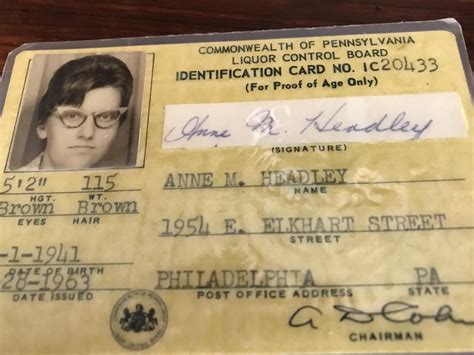 COMMONWEALTH OF PENNSYLVANIA
LIQUOR CONTROL BOARD
IDENTIFICATION CARD NO. IC20433
(For Proof of Age Only)
Anne M. Headley
(SIGNATURE)
5'2" 115
HGT. WT.
ANNE M. HEADLEY
NAME
Brown Brown
EYES HAIR
1954 E. ELKHART STREET
STREET
-1-1941
DATE OF BIRTH
28-1963
DATE ISSUED
PHILADELPHIA PA
POST OFFICE ADDRESS STATE
CHAIRMAN